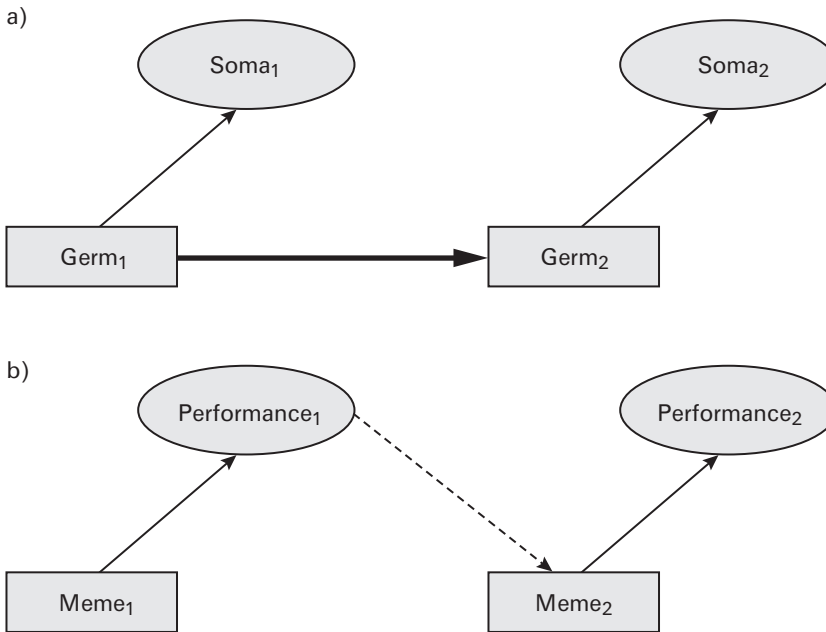 a)
Soma₁ Soma₂
Germ₁ Germ₂
b)
Performance₁ Performance₂
Meme₁ Meme₂